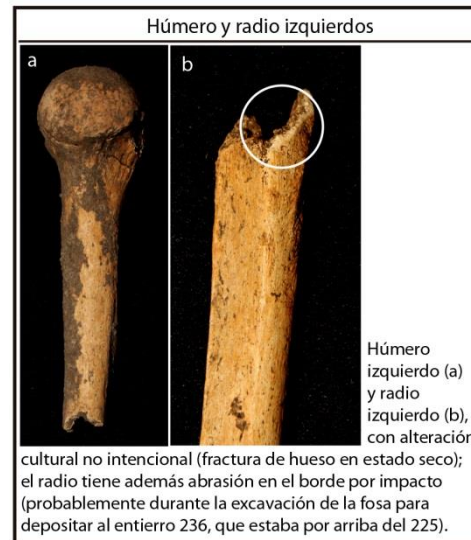 Húmero y radio izquierdos
a
b
Húmero
izquierdo (a)
y radio
izquierdo (b),
con alteración
cultural no intencional (fractura de hueso en estado seco);
el radio tiene además abrasión en el borde por impacto
(probablemente durante la excavación de la fosa para
depositar al entierro 236, que estaba por arriba del 225).